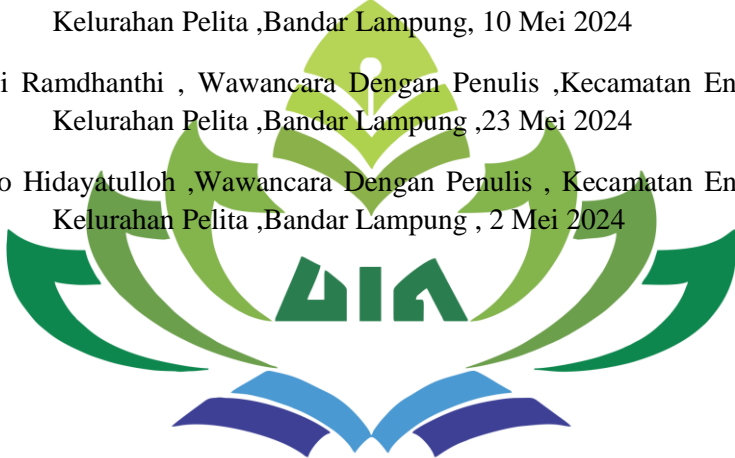 Kelurahan Pelita ,Bandar Lampung, 10 Mei 2024
i Ramdhanthi , Wawancara Dengan Penulis ,Kecamatan En
Kelurahan Pelita ,Bandar Lampung ,23 Mei 2024
o Hidayatulloh ,Wawancara Dengan Penulis , Kecamatan En
Kelurahan Pelita ,Bandar Lampung , 2 Mei 2024
UIN